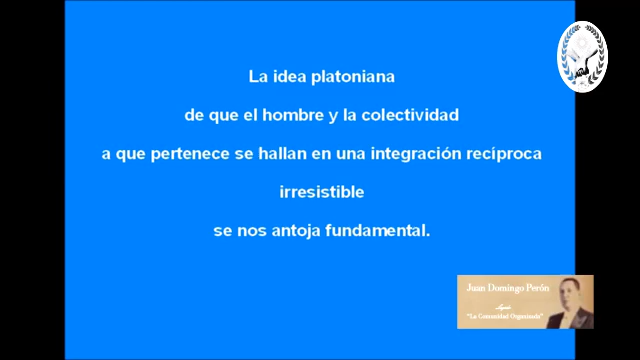 La idea platoniana
de que el hombre y la colectividad
a que pertenece se hallan en una integración recíproca
irresistible
se nos antoja fundamental.
Juan Domingo Perón
"La Comunidad Organizada"